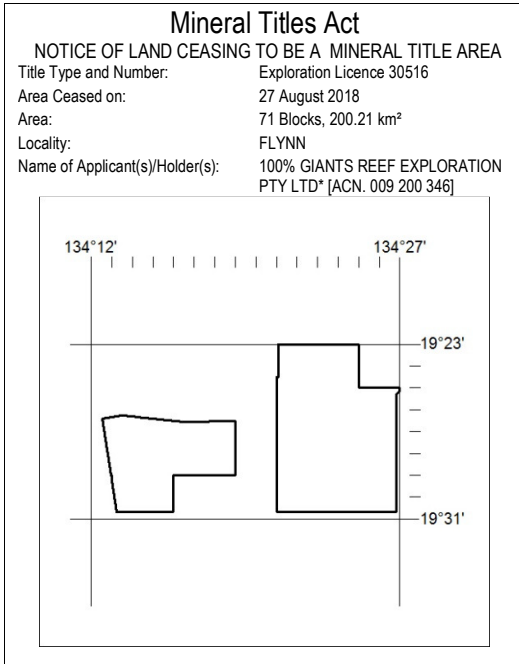 Mineral Titles Act
NOTICE OF LAND CEASING TO BE A MINERAL TITLE AREA
Title Type and Number: Exploration Licence 30516
Area Ceased on: 27 August 2018
Area: 71 Blocks, 200.21 km²
Locality: FLYNN
Name of Applicant(s)/Holder(s): 100% GIANTS REEF EXPLORATION
PTY LTD* [ACN. 009 200 346]
134°12' 134°27'
19°23'
19°31'